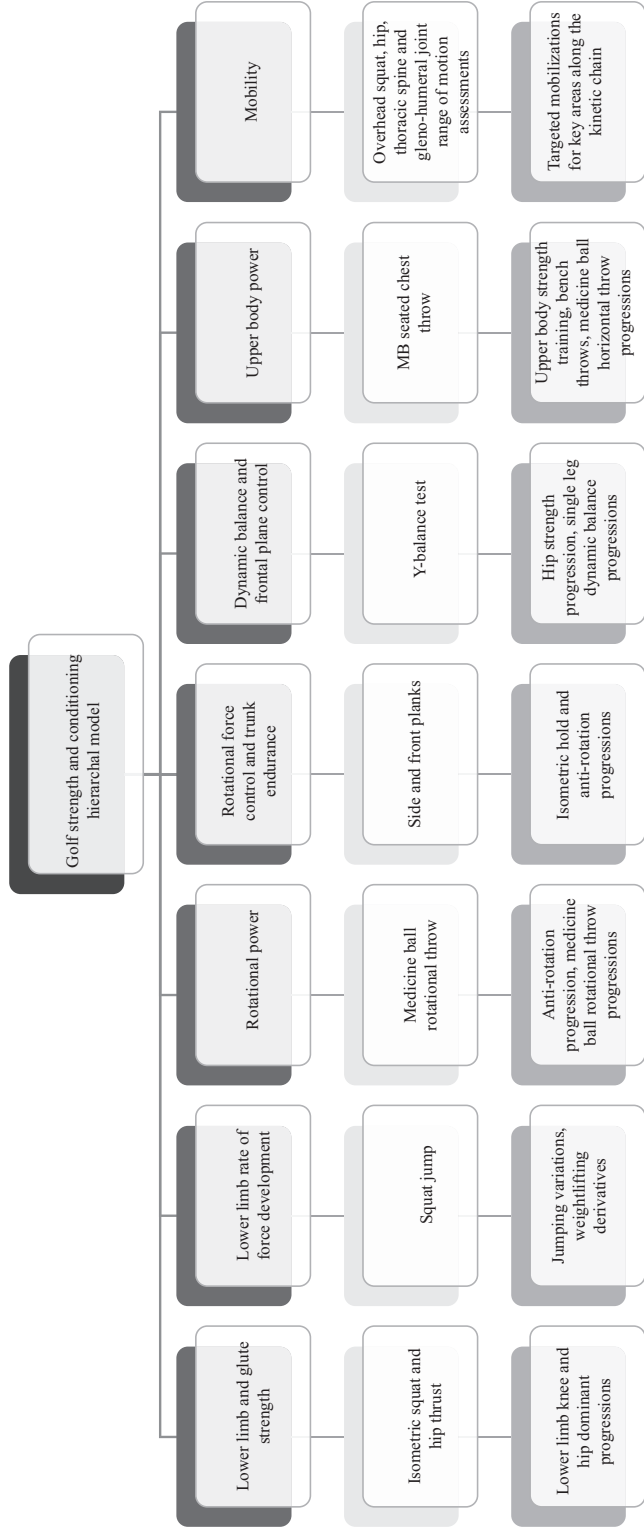 Golf strength and conditioning
hierarchal model
Lower limb and glute
strength
Lower limb rate of
force development
Rotational power
Rotational force
control and trunk
endurance
Dynamic balance and
frontal plane control
Upper body power
Mobility
Isometric squat and
hip thrust
Squat jump
Medicine ball
rotational throw
Side and front planks
Y-balance test
MB seated chest
throw
Overhead squat, hip,
thoracic spine and
gleno-humeral joint
range of motion
assessments
Lower limb knee and
hip dominant
progressions
Jumping variations,
weightlifting
derivatives
Anti-rotation
progression, medicine
ball rotational throw
progressions
Isometric hold and
anti-rotation
progressions
Hip strength
progression, single leg
dynamic balance
progressions
Upper body strength
training, bench
throws, medicine ball
horizontal throw
progressions
Targeted mobilizations
for key areas along the
kinetic chain